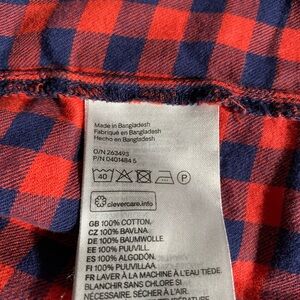 Made in Bangladesh
Fabriqué en Bangladesh
Hecho en Bangladesh
O/N 263493
P/N 0401484 5
40
P
clevercare.info
GB 100% COTTON.
CZ 100% BAVLNA.
DE 100% BAUMWOLLE.
EE 100% PUUVILL.
ES 100% ALGODÓN.
FI 100% PUUVILLAA
FR LAVER À LA MACHINE À L'EAU TIÈDE.
BLANCHIR SANS CHLORE SI
NÉCESSAIRE. SÉCHER À L'AIR.